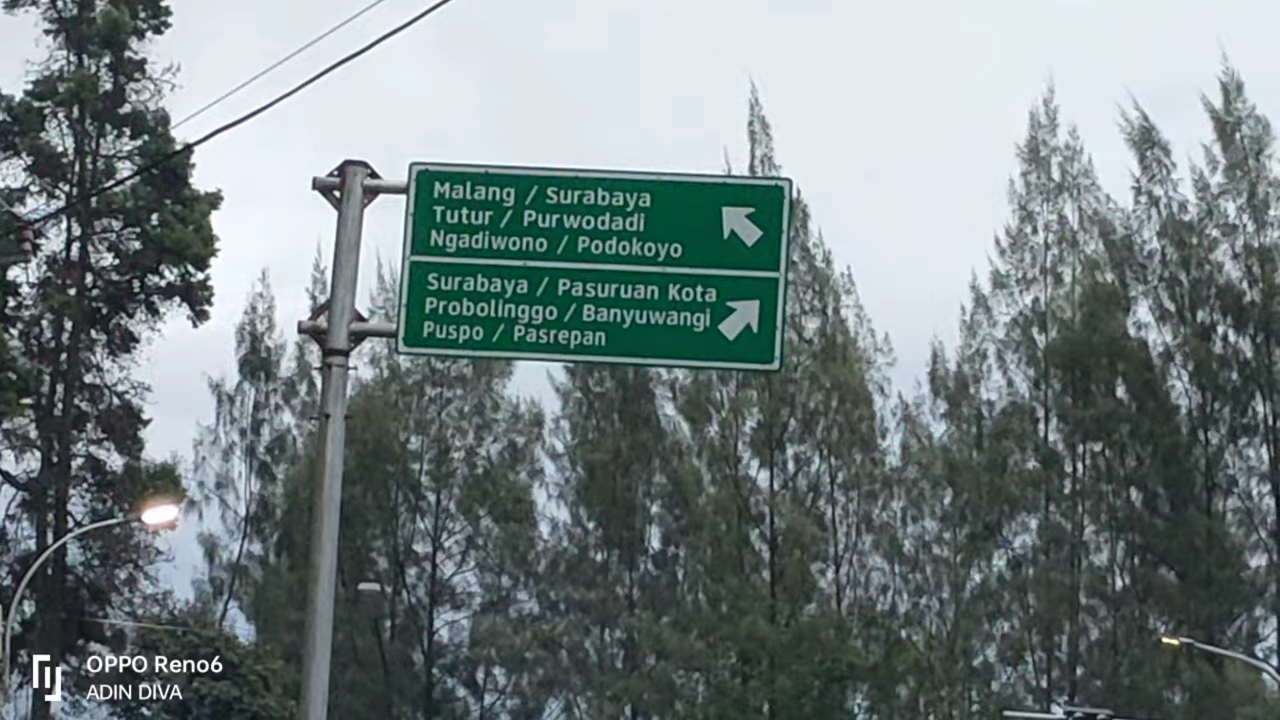 Malang / Surabaya
Tutur / Purwodadi
Ngadiwono / Podokoyo
Surabaya / Pasuruan Kota
Probolinggo / Banyuwangi
Puspo / Pasrepan
OPPO Reno6
ADIN DIVA